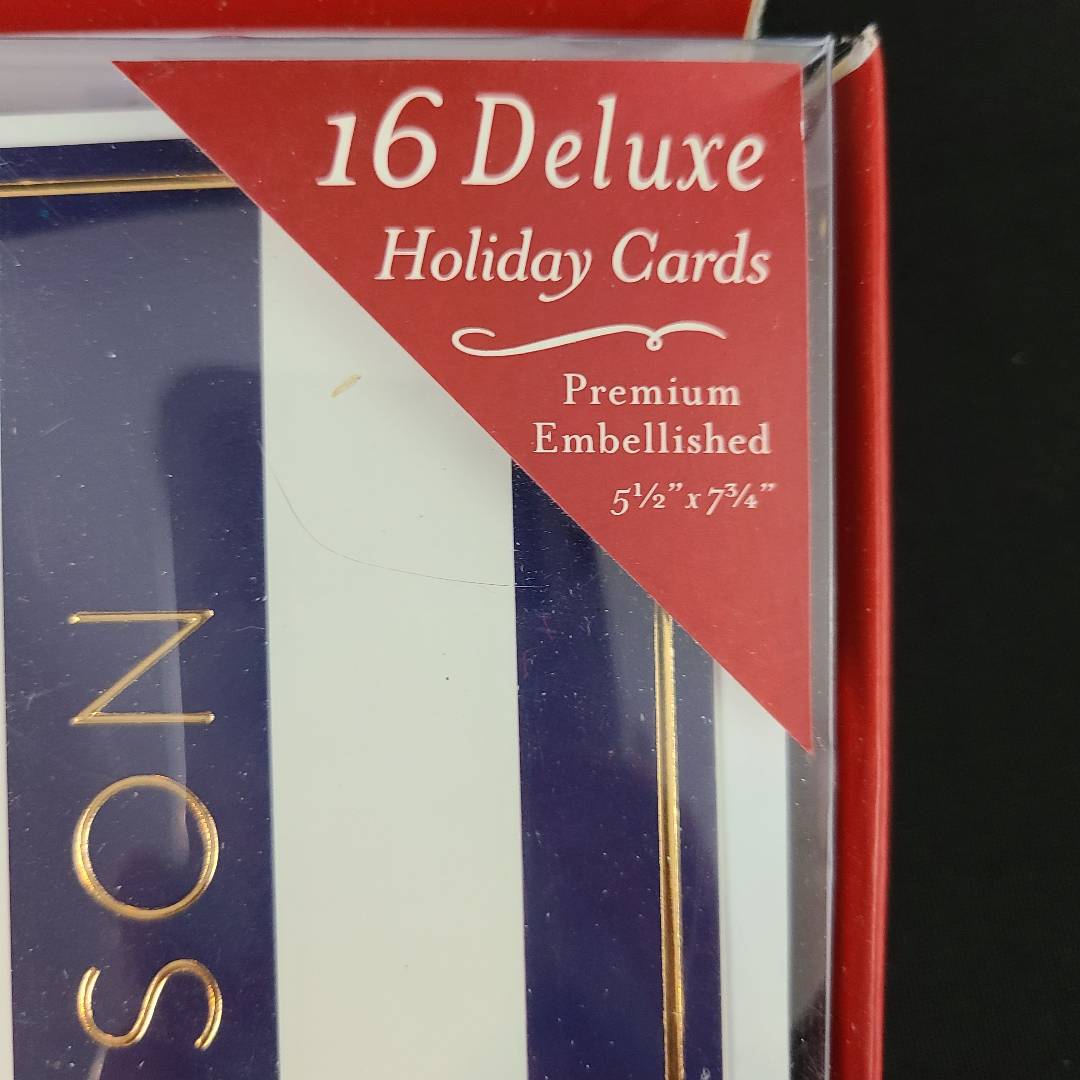 16 Deluxe
Holiday Cards
Premium
Embellished
5½” x 7¾”
SON